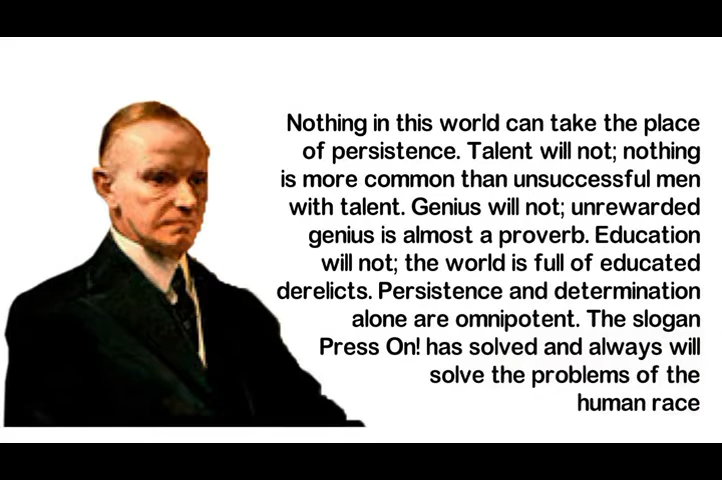 Nothing in this world can take the place
of persistence. Talent will not; nothing
is more common than unsuccessful men
with talent. Genius will not; unrewarded
genius is almost a proverb. Education
will not; the world is full of educated
derelicts. Persistence and determination
alone are omnipotent. The slogan
Press On! has solved and always will
solve the problems of the
human race